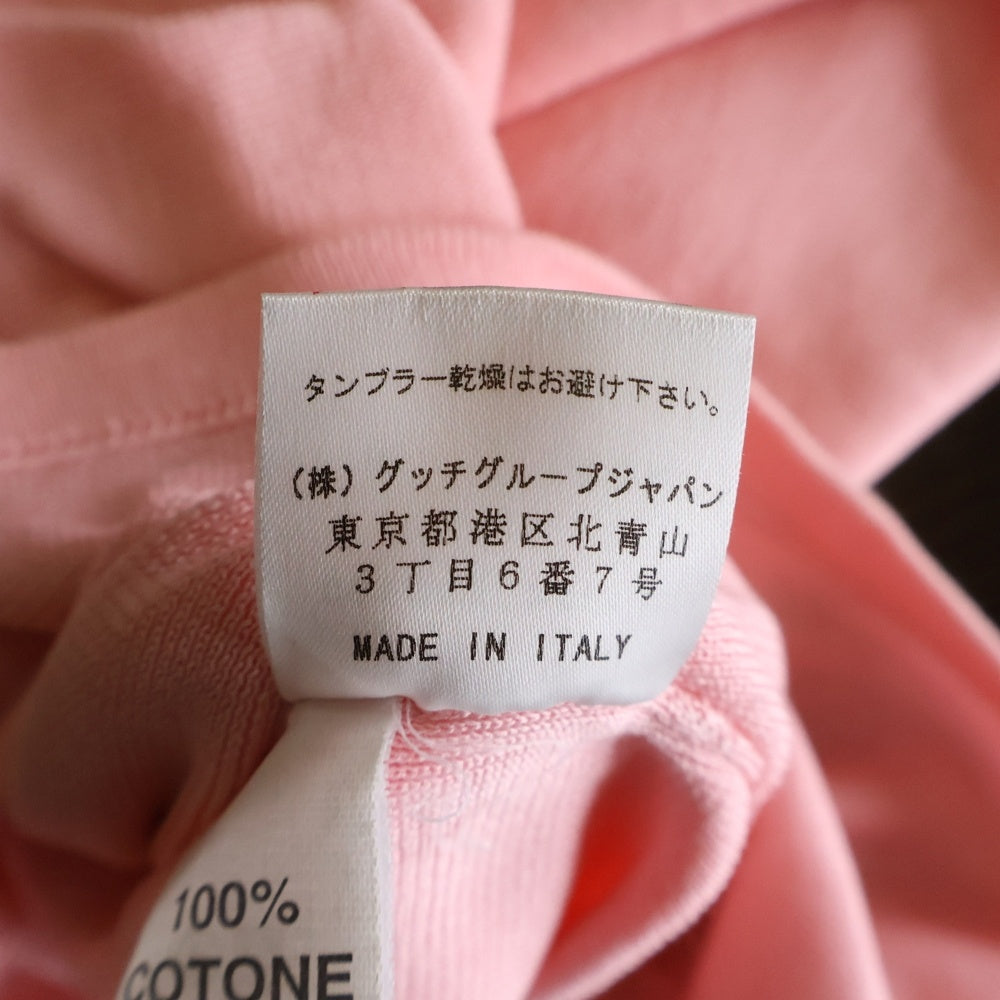 タンブラー乾燥はお避け下さい。
(株)グッチグループジャパン
東京都港区北青山
3丁目6番7号
MADE IN ITALY
100%
COTONE